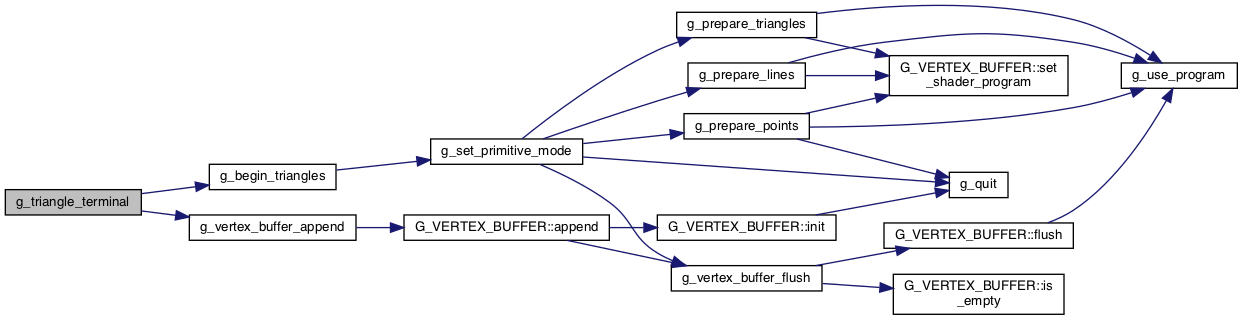 g_triangle_terminal
g_begin_triangles
g_vertex_buffer_append
g_set_primitive_mode
G_VERTEX_BUFFER::append
g_prepare_triangles
g_prepare_lines
g_prepare_points
G_VERTEX_BUFFER::init
g_vertex_buffer_flush
G_VERTEX_BUFFER::set
_shader_program
g_quit
G_VERTEX_BUFFER::flush
G_VERTEX_BUFFER::is
_empty
g_use_program